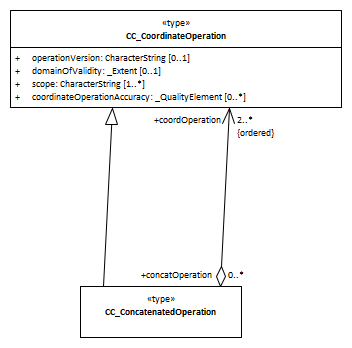 «type»
CC_CoordinateOperation
+ operationVersion: CharacterString [0..1]
+ domainOfValidity: _Extent [0..1]
+ scope: CharacterString [1..*]
+ coordinateOperationAccuracy: _QualityElement [0..*]
+coordOperation 2..*
{ordered}
+concatOperation 0..*
«type»
CC_ConcatenatedOperation